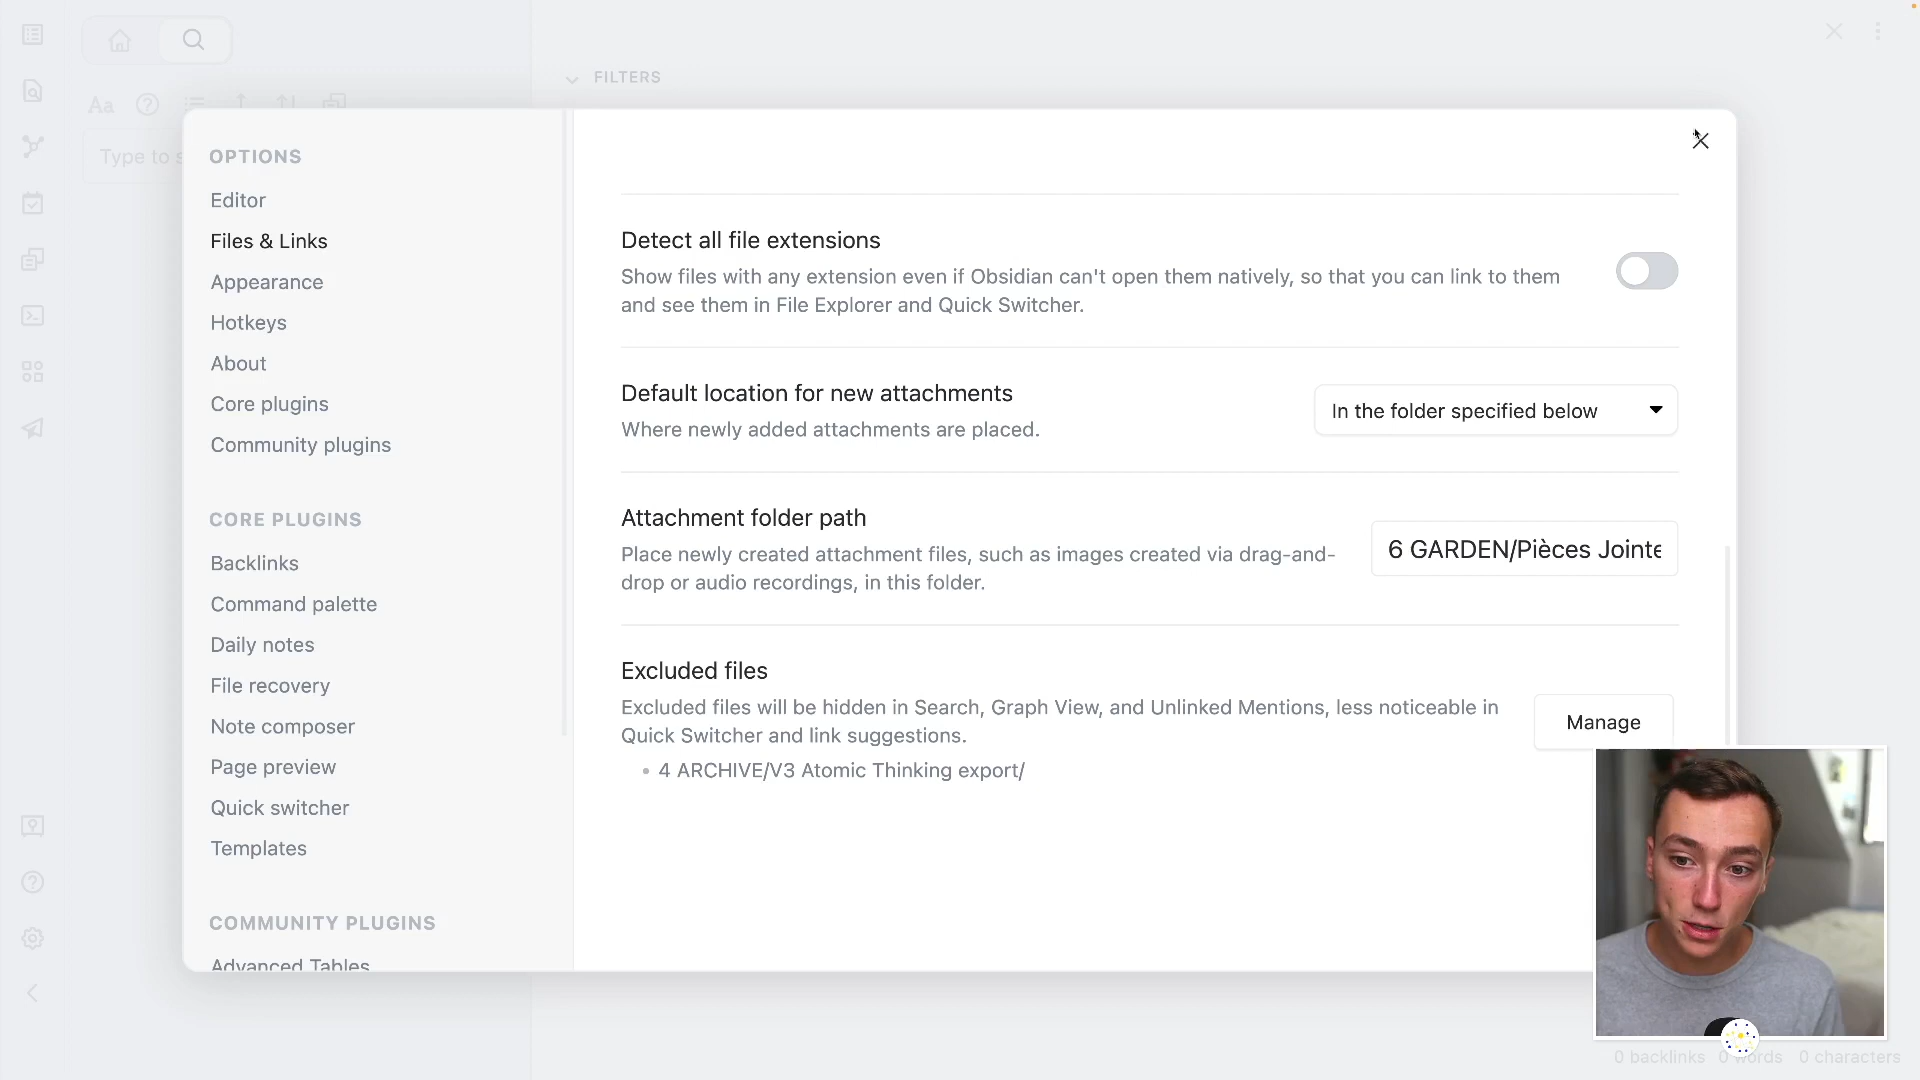 FILTERS
Aa
Type to s
OPTIONS
Editor
Files & Links
Appearance
Hotkeys
About
Core plugins
Community plugins
CORE PLUGINS
Backlinks
Command palette
Daily notes
File recovery
Note composer
Page preview
Quick switcher
Templates
COMMUNITY PLUGINS
Advanced Tables
Detect all file extensions
Show files with any extension even if Obsidian can't open them natively, so that you can link to them
and see them in File Explorer and Quick Switcher.
Default location for new attachments
Where newly added attachments are placed.
In the folder specified below
Attachment folder path
Place newly created attachment files, such as images created via drag-and-
drop or audio recordings, in this folder.
6 GARDEN/Pièces Jointe
Excluded files
Excluded files will be hidden in Search, Graph View, and Unlinked Mentions, less noticeable in
Quick Switcher and link suggestions.
• 4 ARCHIVE/V3 Atomic Thinking export/
Manage
0 backlinks 0 words 0 characters